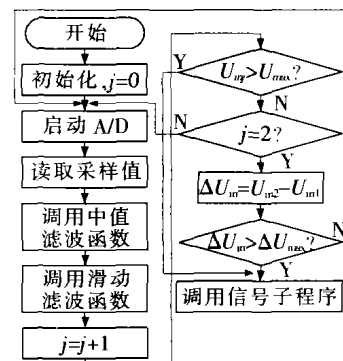 开始
初始化,j=0
启动 A/D
读取采样值
调用中值
滤波函数
调用滑动
滤波函数
j=j+1
Y
U_mj>U_max?
N
N
j=2?
Y
ΔU_m=U_m2−U_m1
N
ΔU_m>ΔU_max?
Y
调用信号子程序